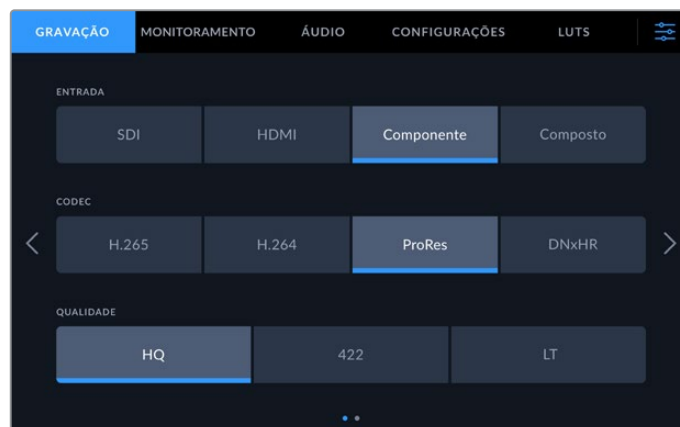 GRAVAÇÃO MONITORAMENTO ÁUDIO CONFIGURAÇÕES LUTS
ENTRADA
SDI HDMI Componente Composto
CODEC
H.265 H.264 ProRes DNxHR
QUALIDADE
HQ 422 LT